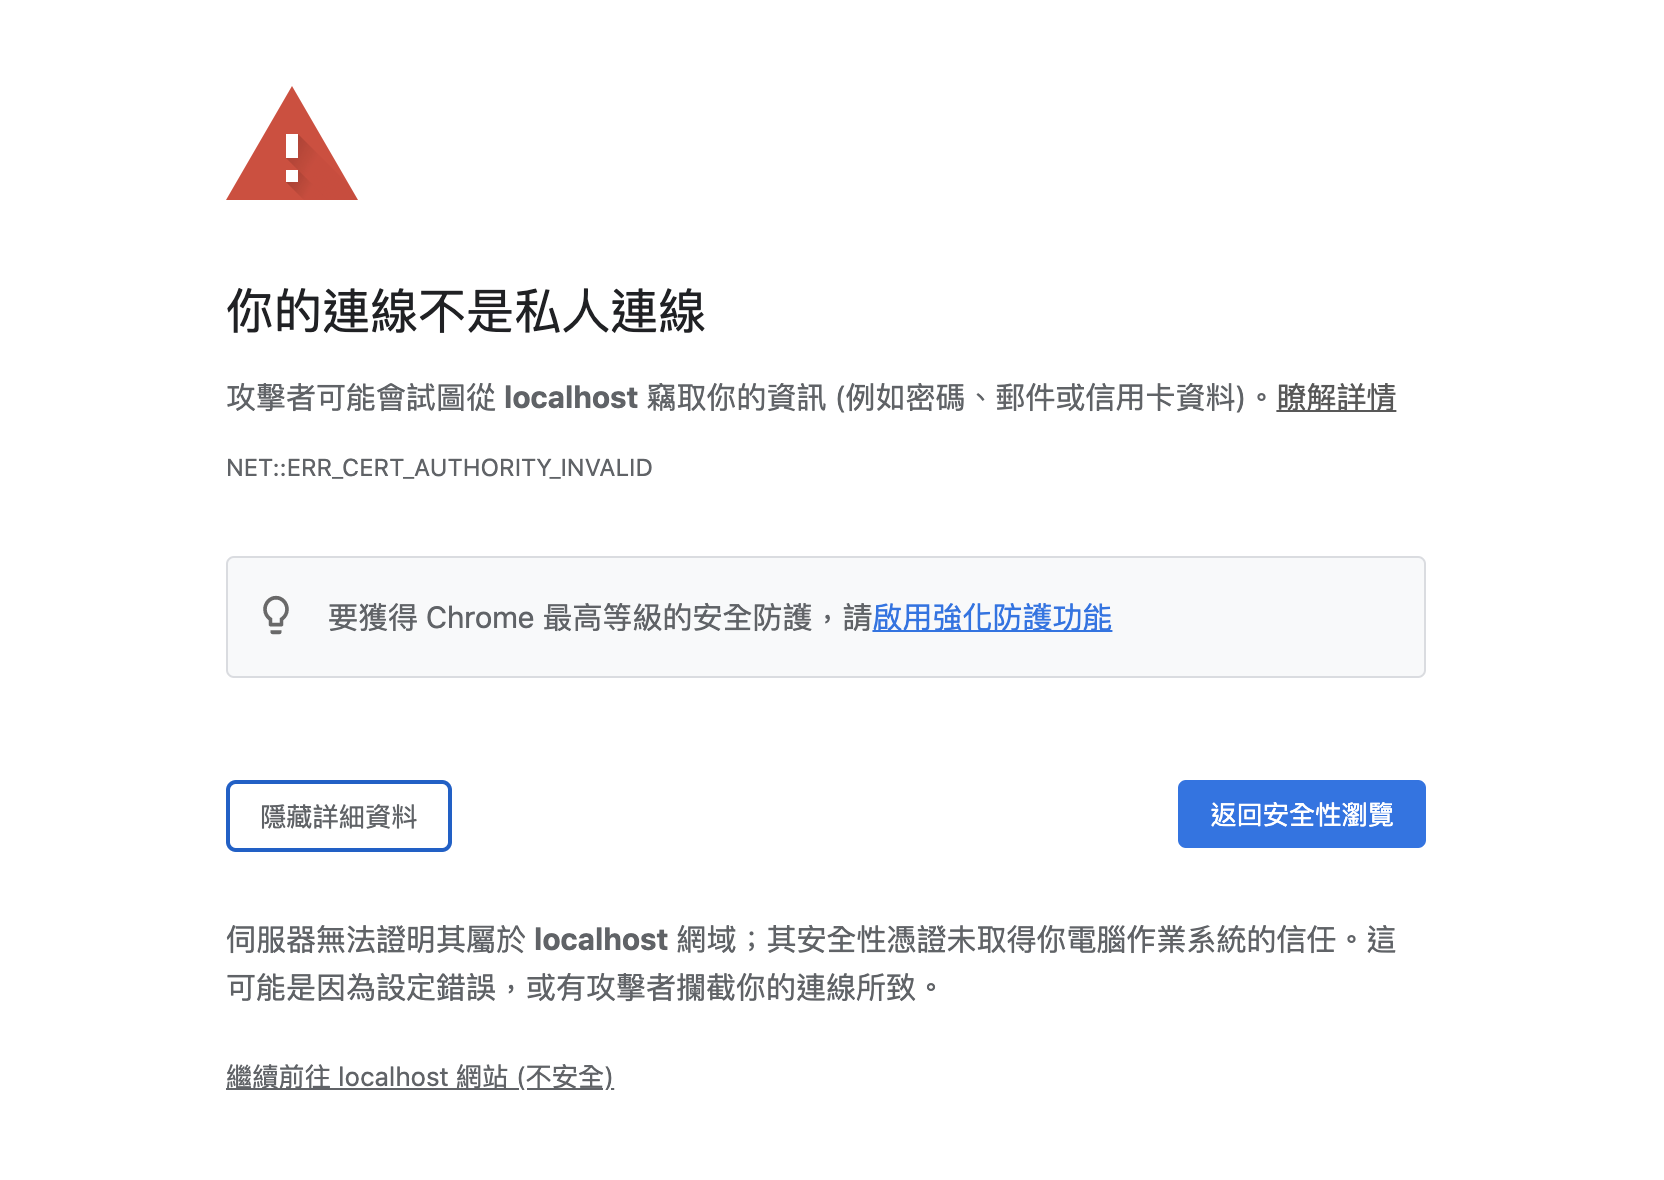 你的連線不是私人連線
攻擊者可能會試圖從 localhost 竊取你的資訊 (例如密碼、郵件或信用卡資料)。瞭解詳情
NET::ERR_CERT_AUTHORITY_INVALID
要獲得 Chrome 最高等級的安全防護，請啟用強化防護功能
隱藏詳細資料
返回安全性瀏覽
伺服器無法證明其屬於 localhost 網域；其安全性憑證未取得你電腦作業系統的信任。這
可能是因為設定錯誤，或有攻擊者攔截你的連線所致。
繼續前往 localhost 網站 (不安全)